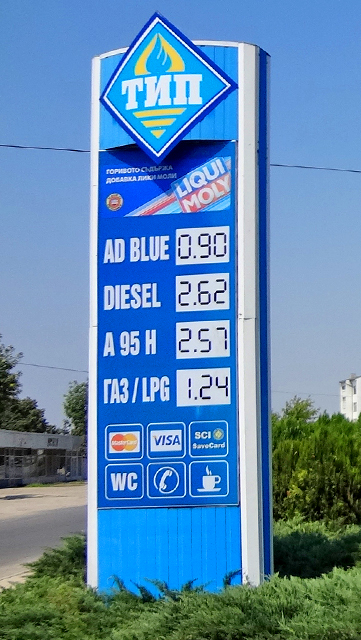 ТИП
ГОРИВОТО СЪДЪРЖА
ДОБАВКА ЛИКИ МОЛИ
LIQUI
MOLY
AD BLUE 0.90
DIESEL 2.62
A 95 H 2.57
ГАЗ / LPG 1.24
MasterCard
VISA
SCI
SaveCard
WC